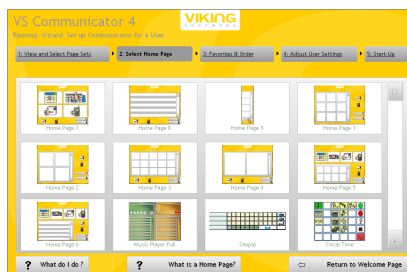 VS Communicator 4
VIKING
SOFTWARE
Running Wizard: Set up Communicator for a User
1: View and Select Page Sets
2: Select Home Page
3: Favorites & Order
4: Adjust User Settings
5: Start-Up
Home Page 7
Home Page 8
Home Page 9
Home Page 1
Home Page 2
Home Page 3
Home Page 4
Home Page 5
Home Page 6
Music Player Full
Simple
Circle Time
? What do I do ?
? What is a Home Page?
Return to Welcome Page